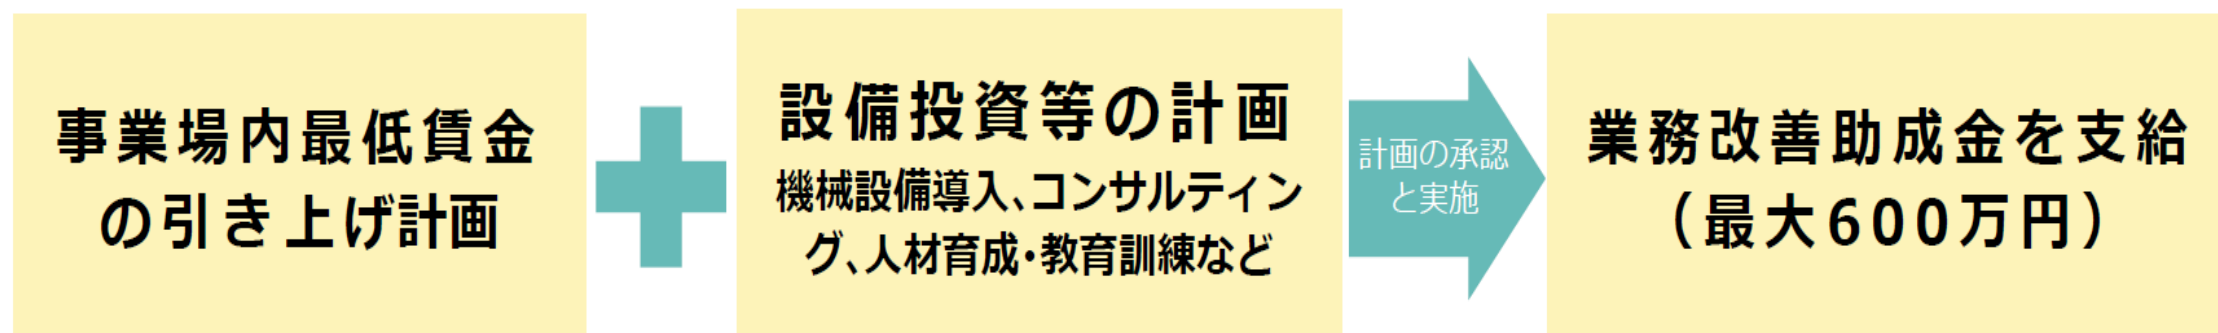 事業場内最低賃金
の引き上げ計画
設備投資等の計画
機械設備導入、コンサルティン
グ、人材育成・教育訓練など
計画の承認
と実施
業務改善助成金を支給
（最大600万円）